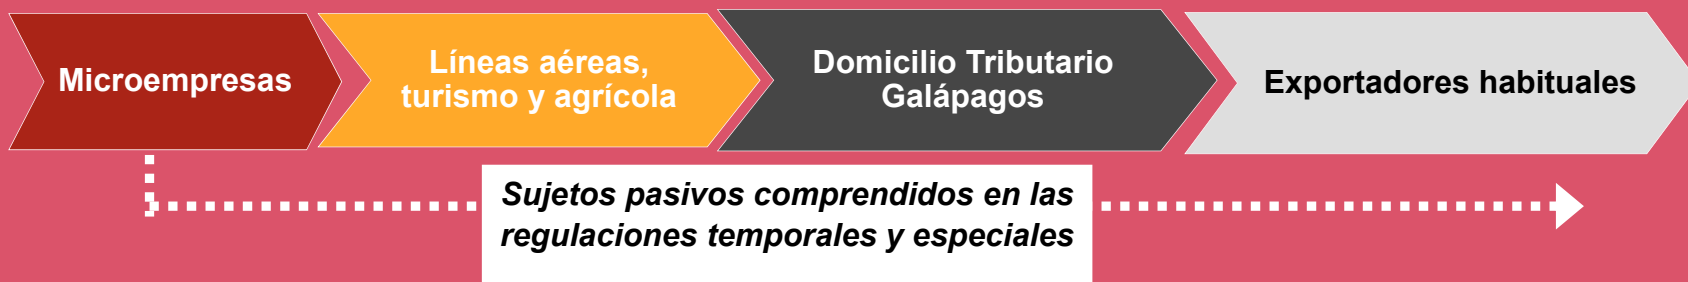 Microempresas
Líneas aéreas,
turismo y agrícola
Domicilio Tributario
Galápagos
Exportadores habituales
Sujetos pasivos comprendidos en las
regulaciones temporales y especiales